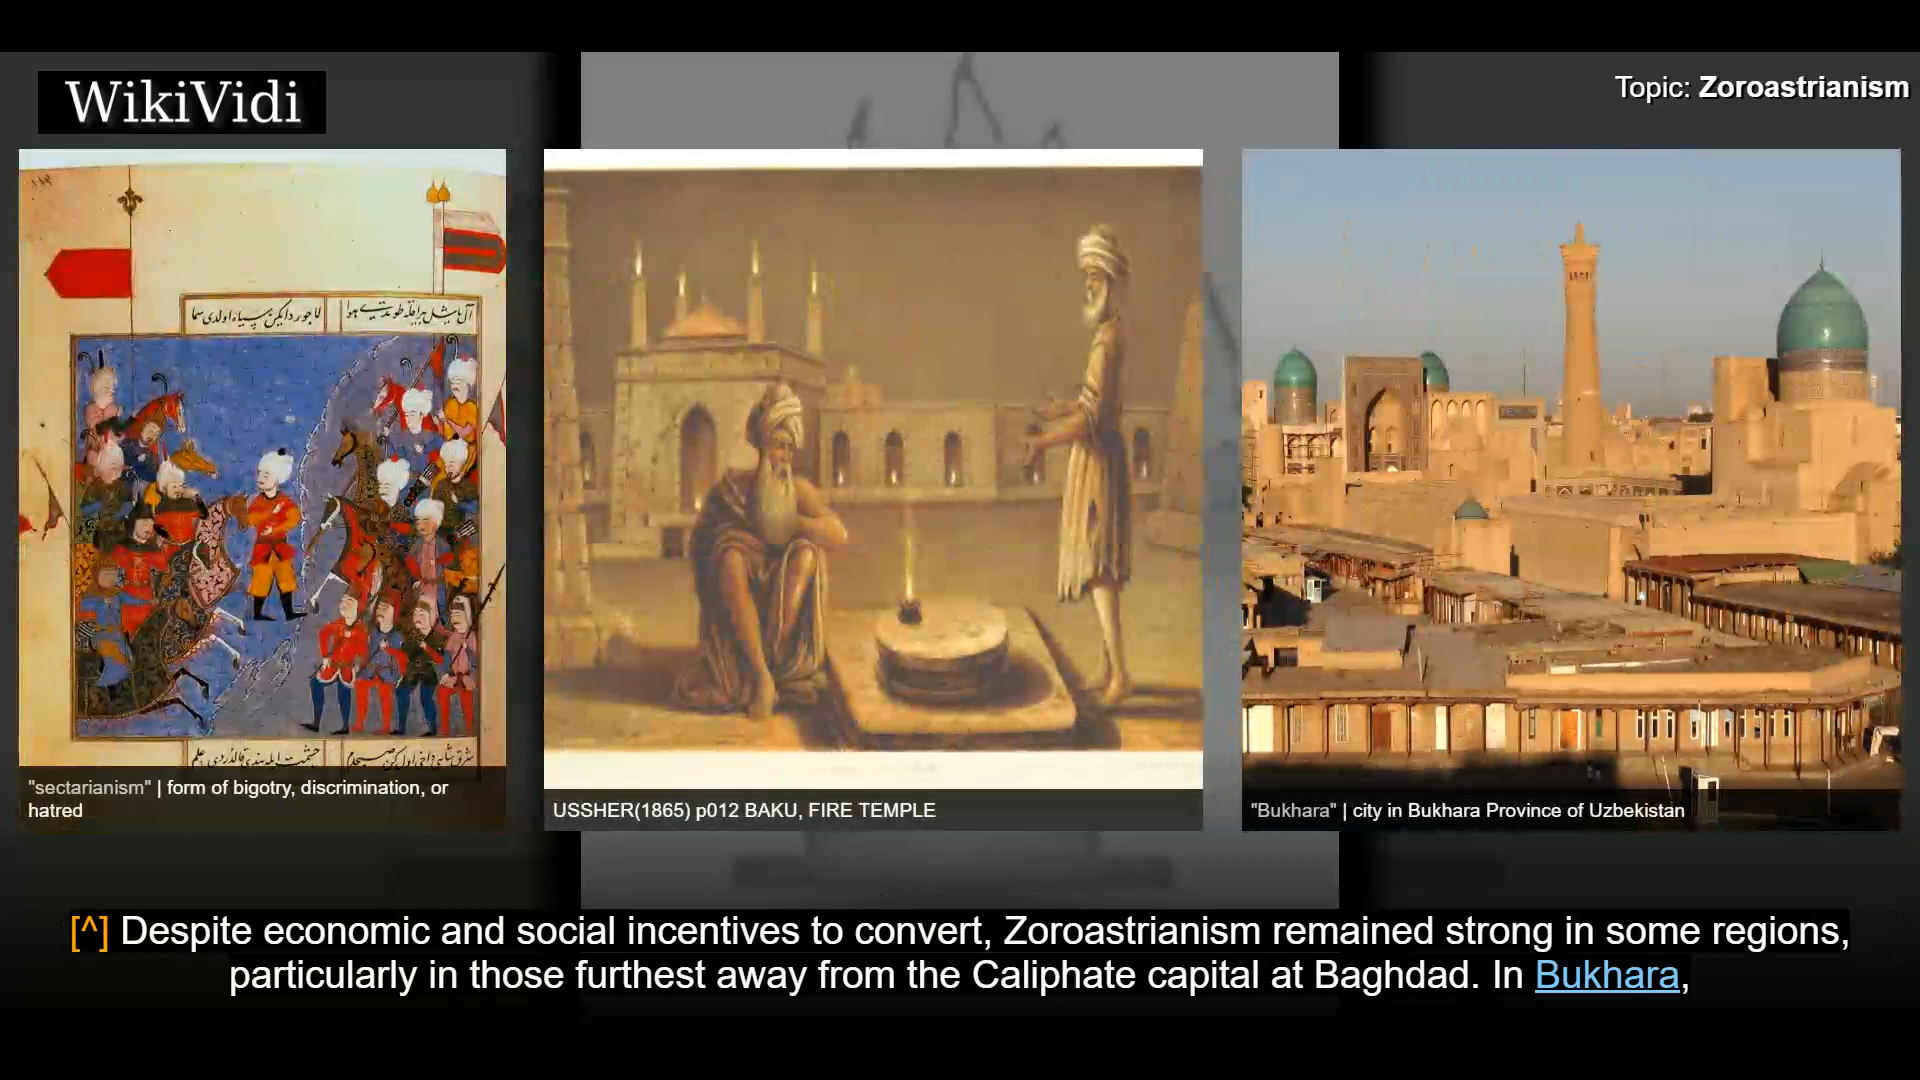 WikiVidi
Topic: Zoroastrianism
"sectarianism" | form of bigotry, discrimination, or
hatred
USSHER(1865) p012 BAKU, FIRE TEMPLE
"Bukhara" | city in Bukhara Province of Uzbekistan
[^] Despite economic and social incentives to convert, Zoroastrianism remained strong in some regions,
particularly in those furthest away from the Caliphate capital at Baghdad. In Bukhara,